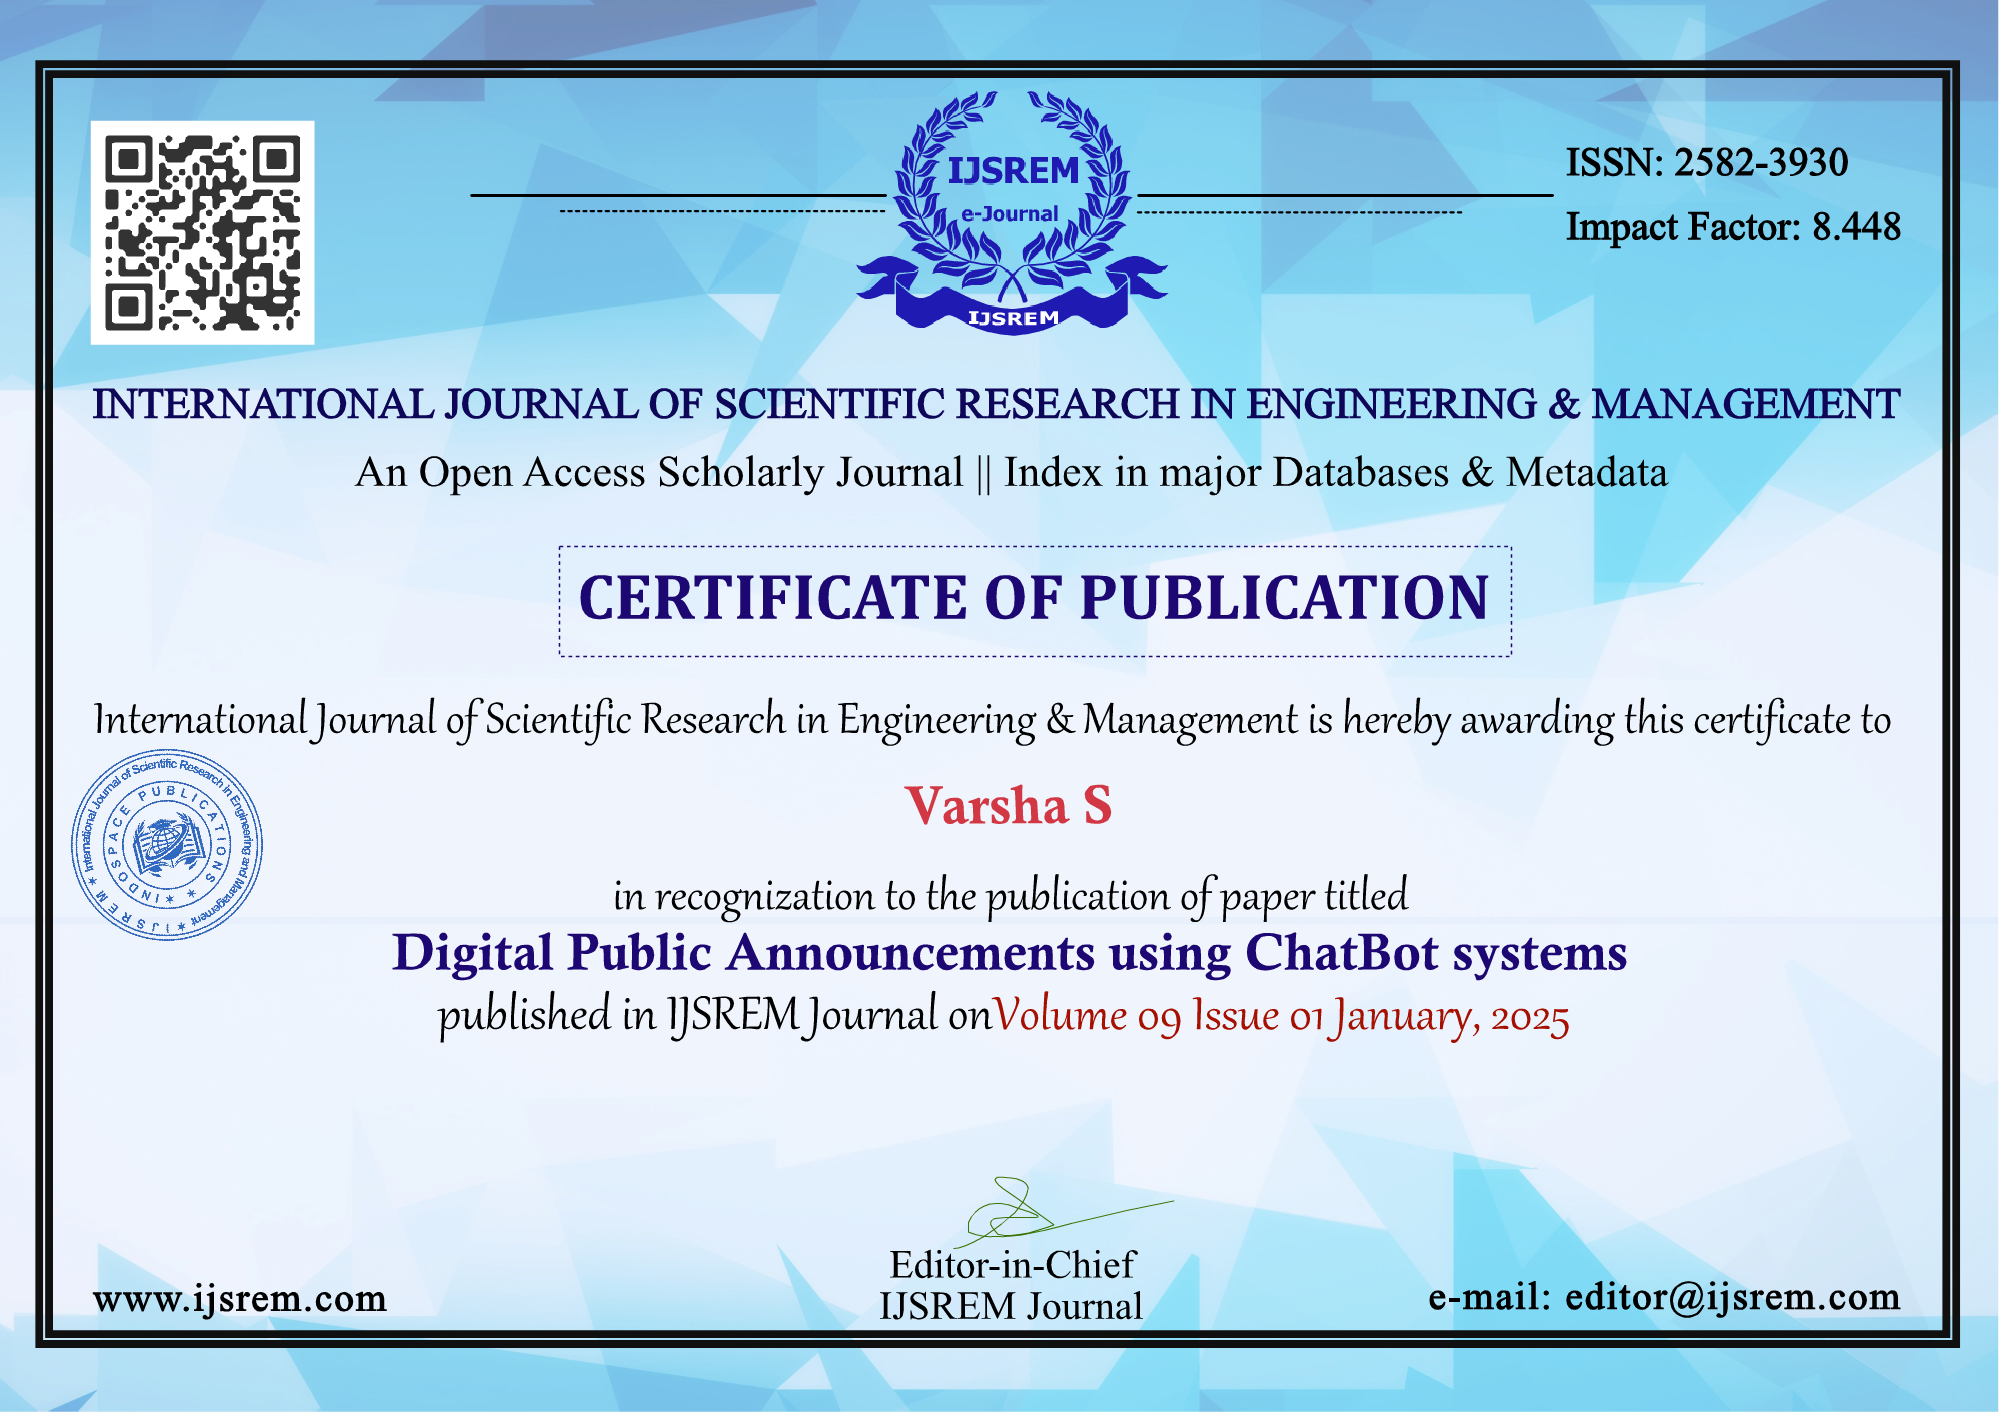 IJSREM
e-Journal
IJSREM
ISSN: 2582-3930
Impact Factor: 8.448
INTERNATIONAL JOURNAL OF SCIENTIFIC RESEARCH IN ENGINEERING & MANAGEMENT
An Open Access Scholarly Journal || Index in major Databases & Metadata
CERTIFICATE OF PUBLICATION
International Journal of Scientific Research in Engineering & Management is hereby awarding this certificate to
International Journal of Scientific Research in Engineering and Management
IJSREM
INDOSPACE PUBLICATIONS
Varsha S
in recognization to the publication of paper titled
Digital Public Announcements using ChatBot systems
published in IJSREM Journal onVolume 09 Issue 01 January, 2025
Editor-in-Chief
IJSREM Journal
www.ijsrem.com
e-mail: editor@ijsrem.com